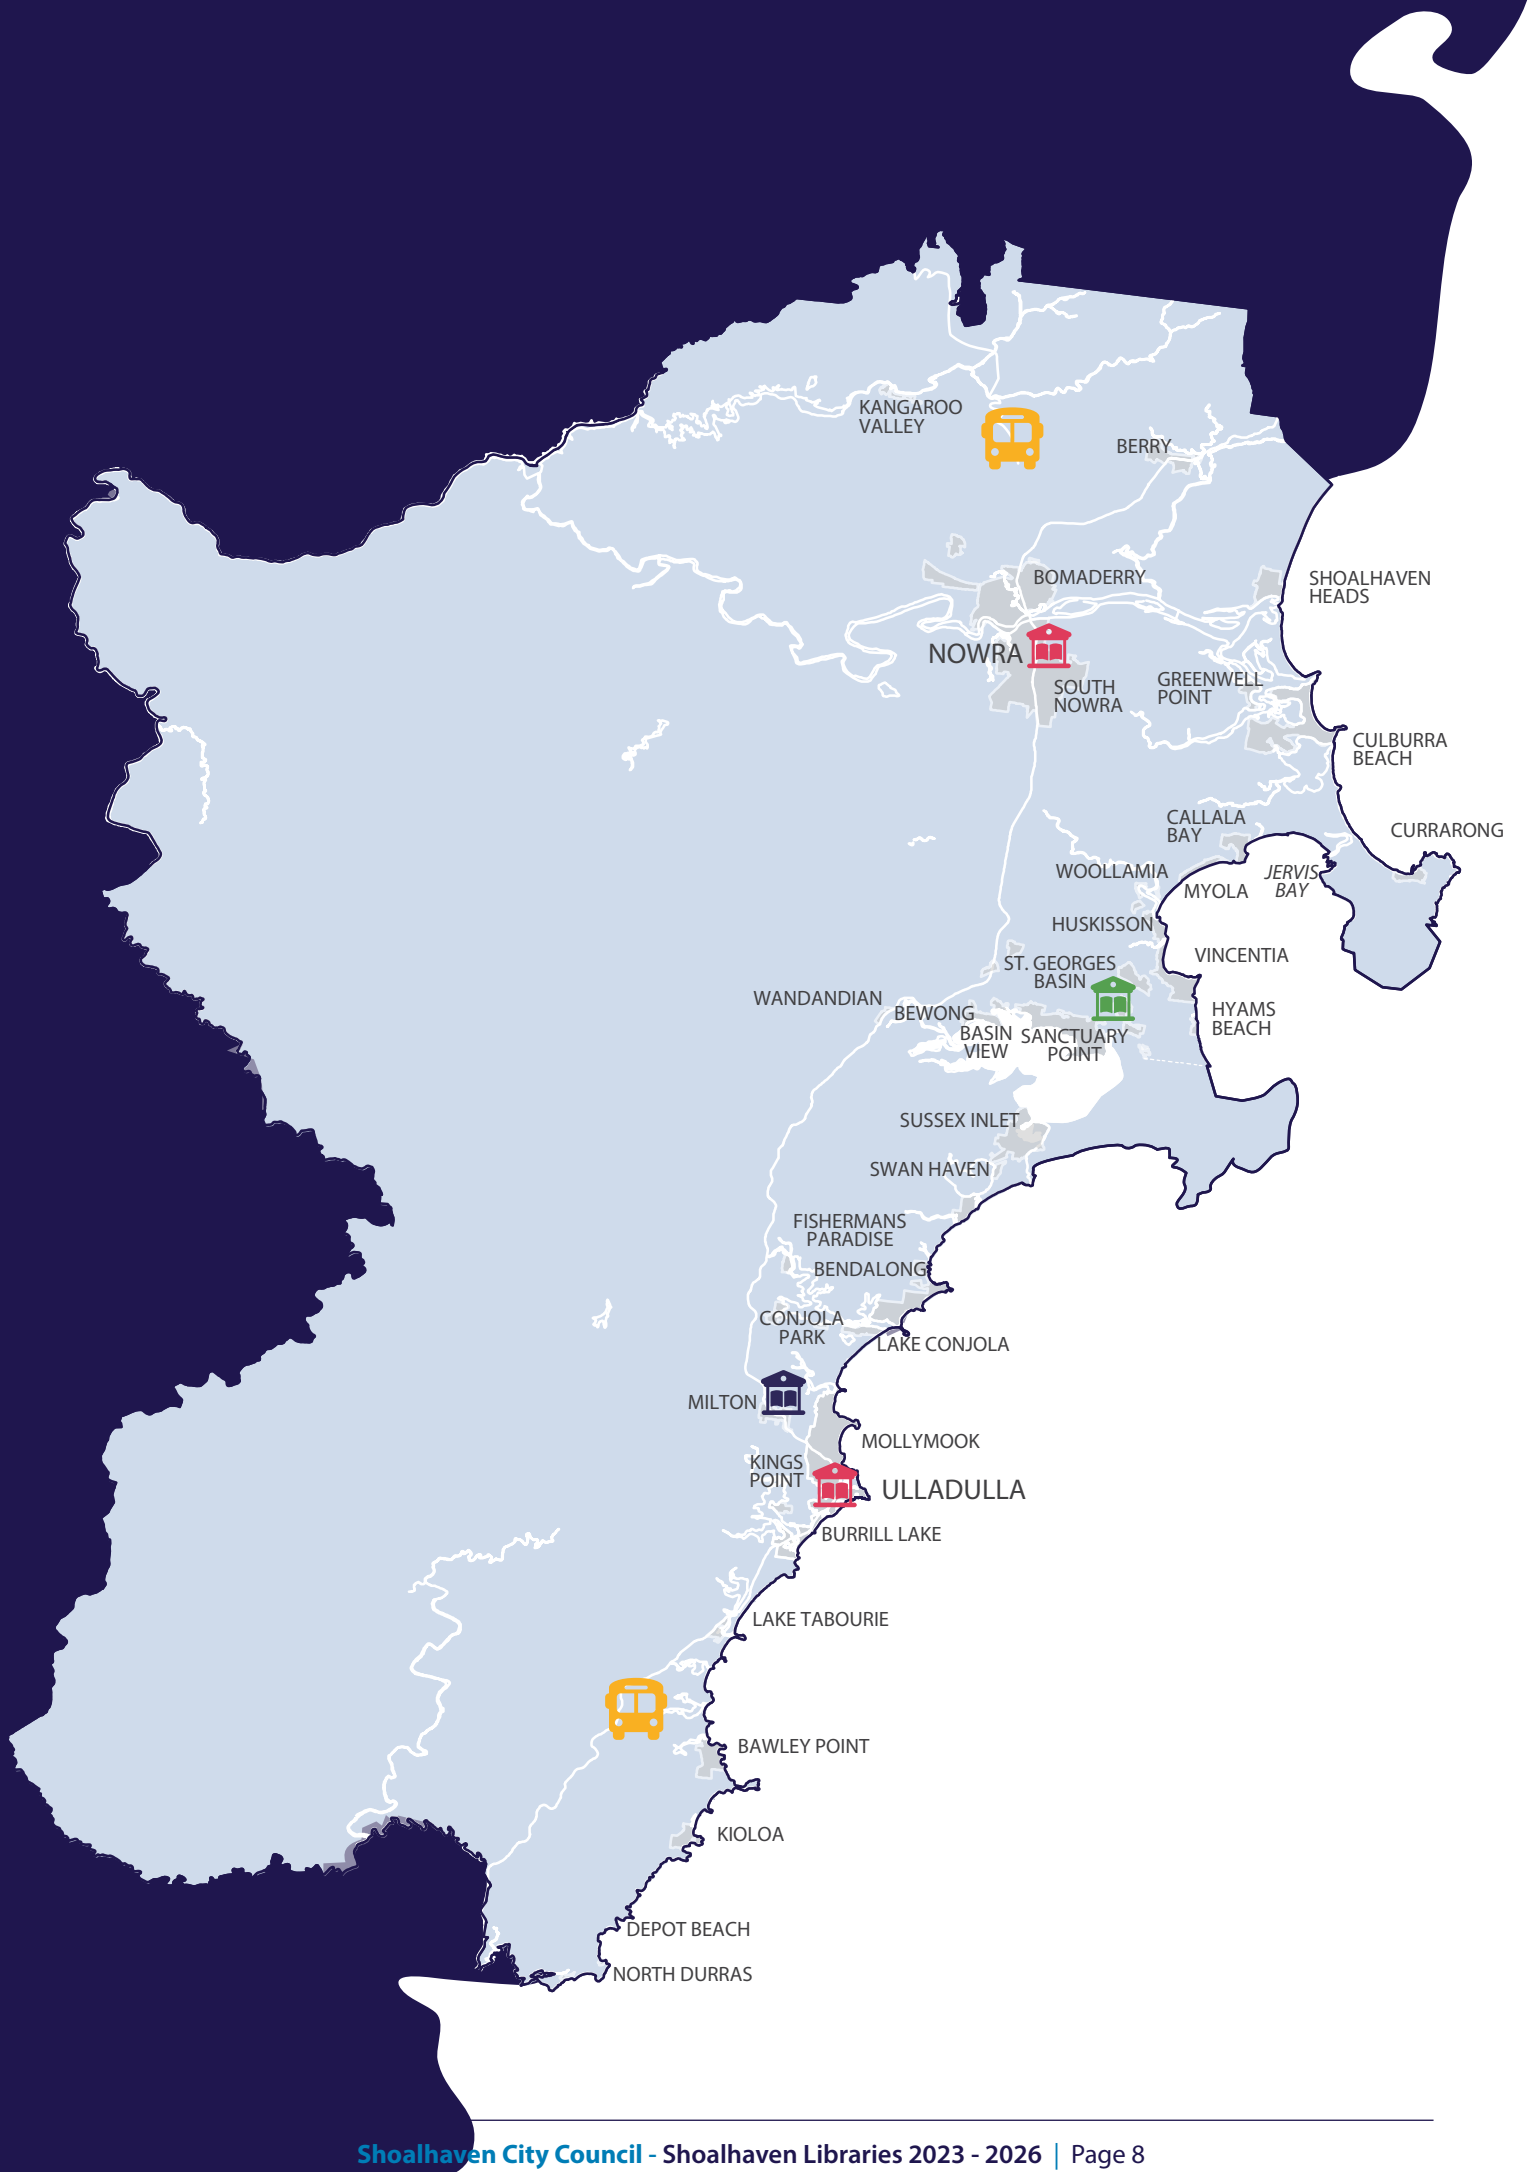 KANGAROO
VALLEY
BERRY
BOMADERRY
SHOALHAVEN
HEADS
NOWRA
SOUTH
NOWRA
GREENWELL
POINT
CULBURRA
BEACH
CALLALA
BAY
CURRARONG
WOOLLAMIA
MYOLA
JERVIS
BAY
HUSKISSON
VINCENTIA
ST. GEORGES
BASIN
WANDANDIAN
BEWONG
HYAMS
BEACH
BASIN
VIEW
SANCTUARY
POINT
SUSSEX INLET
SWAN HAVEN
FISHERMANS
PARADISE
BENDALONG
CONJOLA
PARK
LAKE CONJOLA
MILTON
MOLLYMOOK
KINGS
POINT
ULLADULLA
BURRILL LAKE
LAKE TABOURIE
BAWLEY POINT
KIOLOA
DEPOT BEACH
NORTH DURRAS
Shoalhaven City Council - Shoalhaven Libraries 2023 - 2026 | Page 8